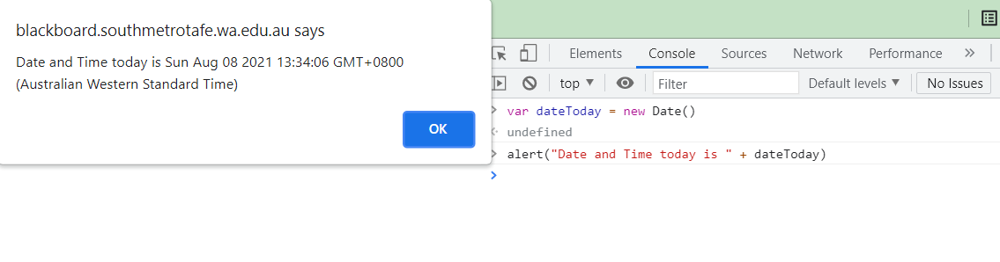 blackboard.southmetrotafe.wa.edu.au says
Date and Time today is Sun Aug 08 2021 13:34:06 GMT+0800
(Australian Western Standard Time)
OK
Elements Console Sources Network Performance »
top ▼ Filter Default levels ▼ No Issues
> var dateToday = new Date()
undefined
> alert("Date and Time today is " + dateToday)
>